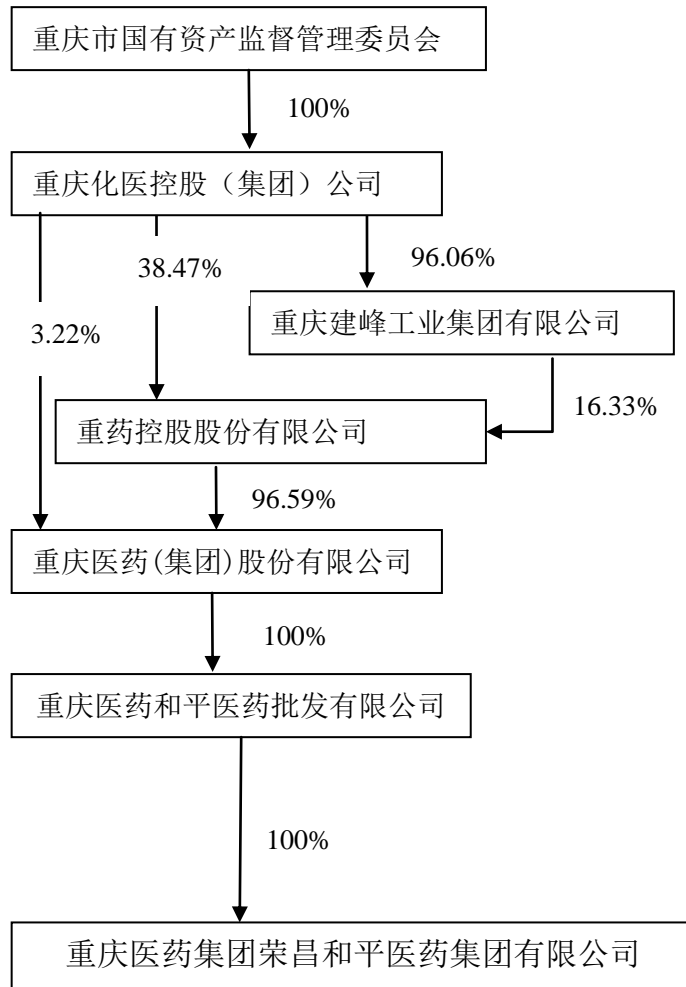 重庆市国有资产监督管理委员会
100%
重庆化医控股（集团）公司
38.47%
96.06%
3.22%
重庆建峰工业集团有限公司
16.33%
重药控股股份有限公司
96.59%
重庆医药(集团)股份有限公司
100%
重庆医药和平医药批发有限公司
100%
重庆医药集团荣昌和平医药集团有限公司